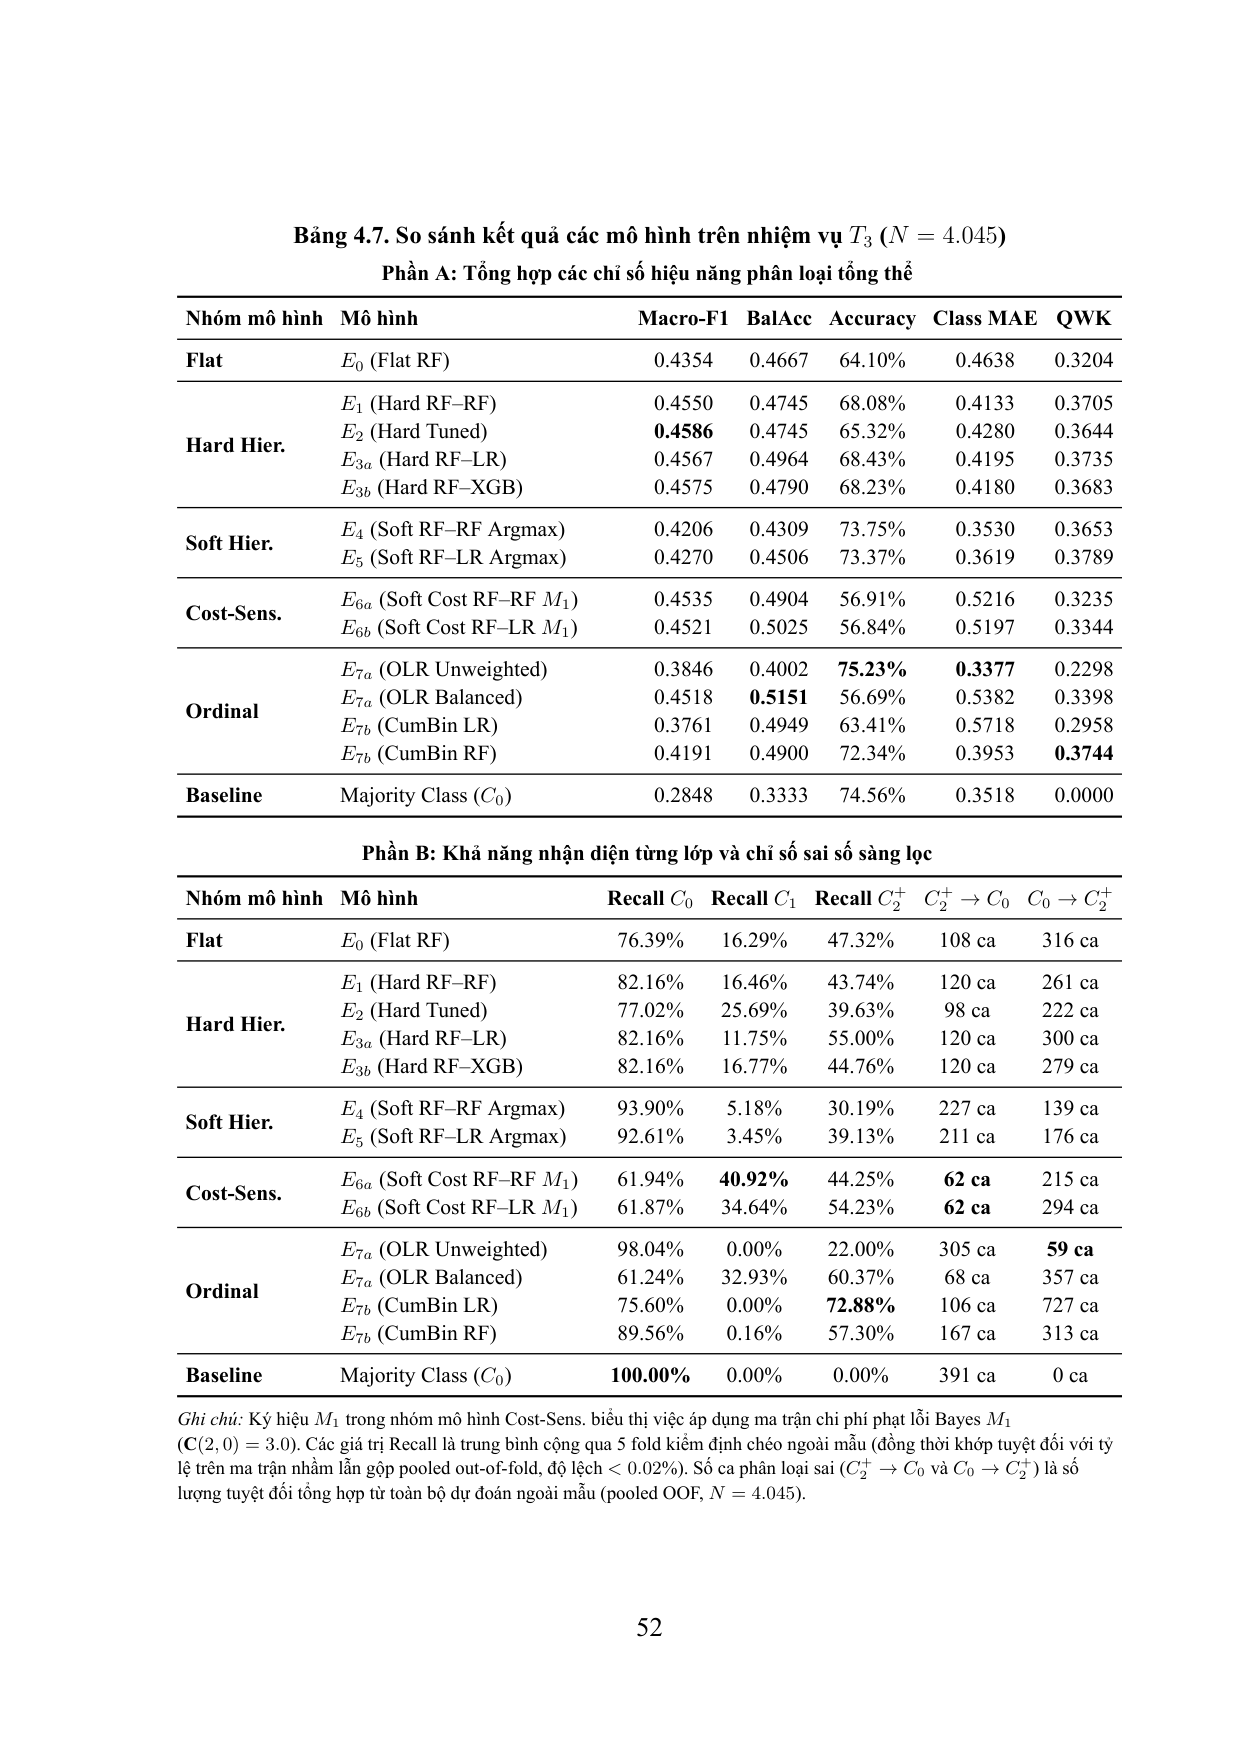 Bảng 4.7. So sánh kết quả các mô hình trên nhiệm vụ T₃ (N = 4.045)
Phần A: Tổng hợp các chỉ số hiệu năng phân loại tổng thể
Nhóm mô hình Mô hình Macro-F1 BalAcc Accuracy Class MAE QWK
Flat E₀ (Flat RF) 0.4354 0.4667 64.10% 0.4638 0.3204
E₁ (Hard RF–RF) 0.4550 0.4745 68.08% 0.4133 0.3705
E₂ (Hard Tuned) 0.4586 0.4745 65.32% 0.4280 0.3644
Hard Hier.
E₃ₐ (Hard RF–LR) 0.4567 0.4964 68.43% 0.4195 0.3735
E_{3b} (Hard RF–XGB) 0.4575 0.4790 68.23% 0.4180 0.3683
E₄ (Soft RF–RF Argmax) 0.4206 0.4309 73.75% 0.3530 0.3653
Soft Hier.
E₅ (Soft RF–LR Argmax) 0.4270 0.4506 73.37% 0.3619 0.3789
E₆ₐ (Soft Cost RF–RF M₁) 0.4535 0.4904 56.91% 0.5216 0.3235
Cost-Sens.
E_{6b} (Soft Cost RF–LR M₁) 0.4521 0.5025 56.84% 0.5197 0.3344
E₇ₐ (OLR Unweighted) 0.3846 0.4002 75.23% 0.3377 0.2298
E₇ₐ (OLR Balanced) 0.4518 0.5151 56.69% 0.5382 0.3398
Ordinal
E_{7b} (CumBin LR) 0.3761 0.4949 63.41% 0.5718 0.2958
E_{7b} (CumBin RF) 0.4191 0.4900 72.34% 0.3953 0.3744
Baseline Majority Class (C₀) 0.2848 0.3333 74.56% 0.3518 0.0000
Phần B: Khả năng nhận diện từng lớp và chỉ số sai số sàng lọc
Nhóm mô hình Mô hình Recall C₀ Recall C₁ Recall C₂⁺ C₂⁺ → C₀ C₀ → C₂⁺
Flat E₀ (Flat RF) 76.39% 16.29% 47.32% 108 ca 316 ca
E₁ (Hard RF–RF) 82.16% 16.46% 43.74% 120 ca 261 ca
E₂ (Hard Tuned) 77.02% 25.69% 39.63% 98 ca 222 ca
Hard Hier.
E₃ₐ (Hard RF–LR) 82.16% 11.75% 55.00% 120 ca 300 ca
E_{3b} (Hard RF–XGB) 82.16% 16.77% 44.76% 120 ca 279 ca
E₄ (Soft RF–RF Argmax) 93.90% 5.18% 30.19% 227 ca 139 ca
Soft Hier.
E₅ (Soft RF–LR Argmax) 92.61% 3.45% 39.13% 211 ca 176 ca
E₆ₐ (Soft Cost RF–RF M₁) 61.94% 40.92% 44.25% 62 ca 215 ca
Cost-Sens.
E_{6b} (Soft Cost RF–LR M₁) 61.87% 34.64% 54.23% 62 ca 294 ca
E₇ₐ (OLR Unweighted) 98.04% 0.00% 22.00% 305 ca 59 ca
E₇ₐ (OLR Balanced) 61.24% 32.93% 60.37% 68 ca 357 ca
Ordinal
E_{7b} (CumBin LR) 75.60% 0.00% 72.88% 106 ca 727 ca
E_{7b} (CumBin RF) 89.56% 0.16% 57.30% 167 ca 313 ca
Baseline Majority Class (C₀) 100.00% 0.00% 0.00% 391 ca 0 ca
Ghi chú: Ký hiệu M₁ trong nhóm mô hình Cost-Sens. biểu thị việc áp dụng ma trận chi phí phạt lỗi Bayes M₁
(C(2, 0) = 3.0). Các giá trị Recall là trung bình cộng qua 5 fold kiểm định chéo ngoài mẫu (đồng thời khớp tuyệt đối với tỷ
lệ trên ma trận nhầm lẫn gộp pooled out-of-fold, độ lệch < 0.02%). Số ca phân loại sai (C₂⁺ → C₀ và C₀ → C₂⁺) là số
lượng tuyệt đối tổng hợp từ toàn bộ dự đoán ngoài mẫu (pooled OOF, N = 4.045).
52